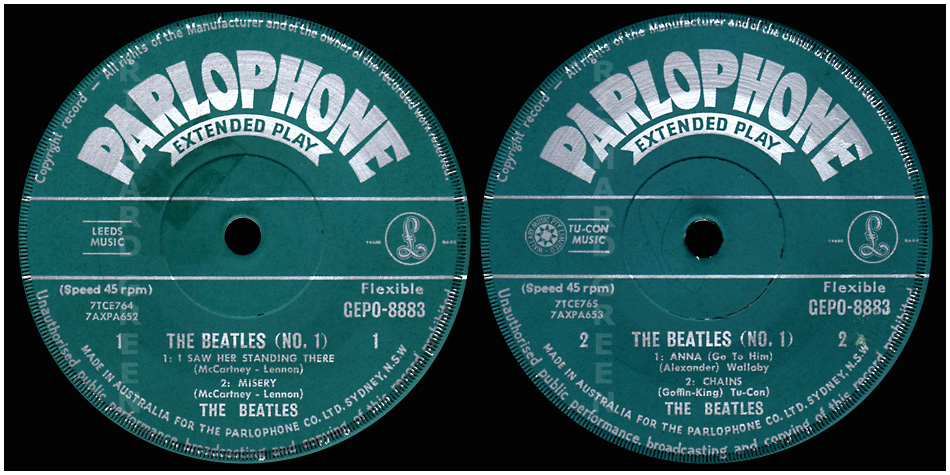 Copyright record — All rights of the Manufacturer and of the owner of the recorded work reserved
PARLOPHONE
EXTENDED PLAY
LEEDS
MUSIC
TRADE
£
MARK
(Speed 45 rpm)
Flexible
7TCE764
7AXPA652
GEPO-8883
1
THE BEATLES (NO. 1)
1
1: I SAW HER STANDING THERE
(McCartney - Lennon)
2: MISERY
(McCartney - Lennon)
THE BEATLES
MADE IN AUSTRALIA FOR THE PARLOPHONE CO. LTD. SYDNEY, N.S.W
Unauthorised public performance broadcasting and copying of this record prohibited
Copyright record — All rights of the Manufacturer and of the owner of the recorded work reserved
PARLOPHONE
EXTENDED PLAY
TU-CON
MUSIC
TRADE
£
MARK
(Speed 45 rpm)
Flexible
7TCE765
7AXPA653
GEPO-8883
2
THE BEATLES (NO. 1)
2
1: ANNA (Go To Him)
(Alexander) Wallaby
2: CHAINS
(Goffin-King) Tu-Con)
THE BEATLES
MADE IN AUSTRALIA FOR THE PARLOPHONE CO. LTD. SYDNEY, N.S.W
Unauthorised public performance broadcasting and copying of this record prohibited